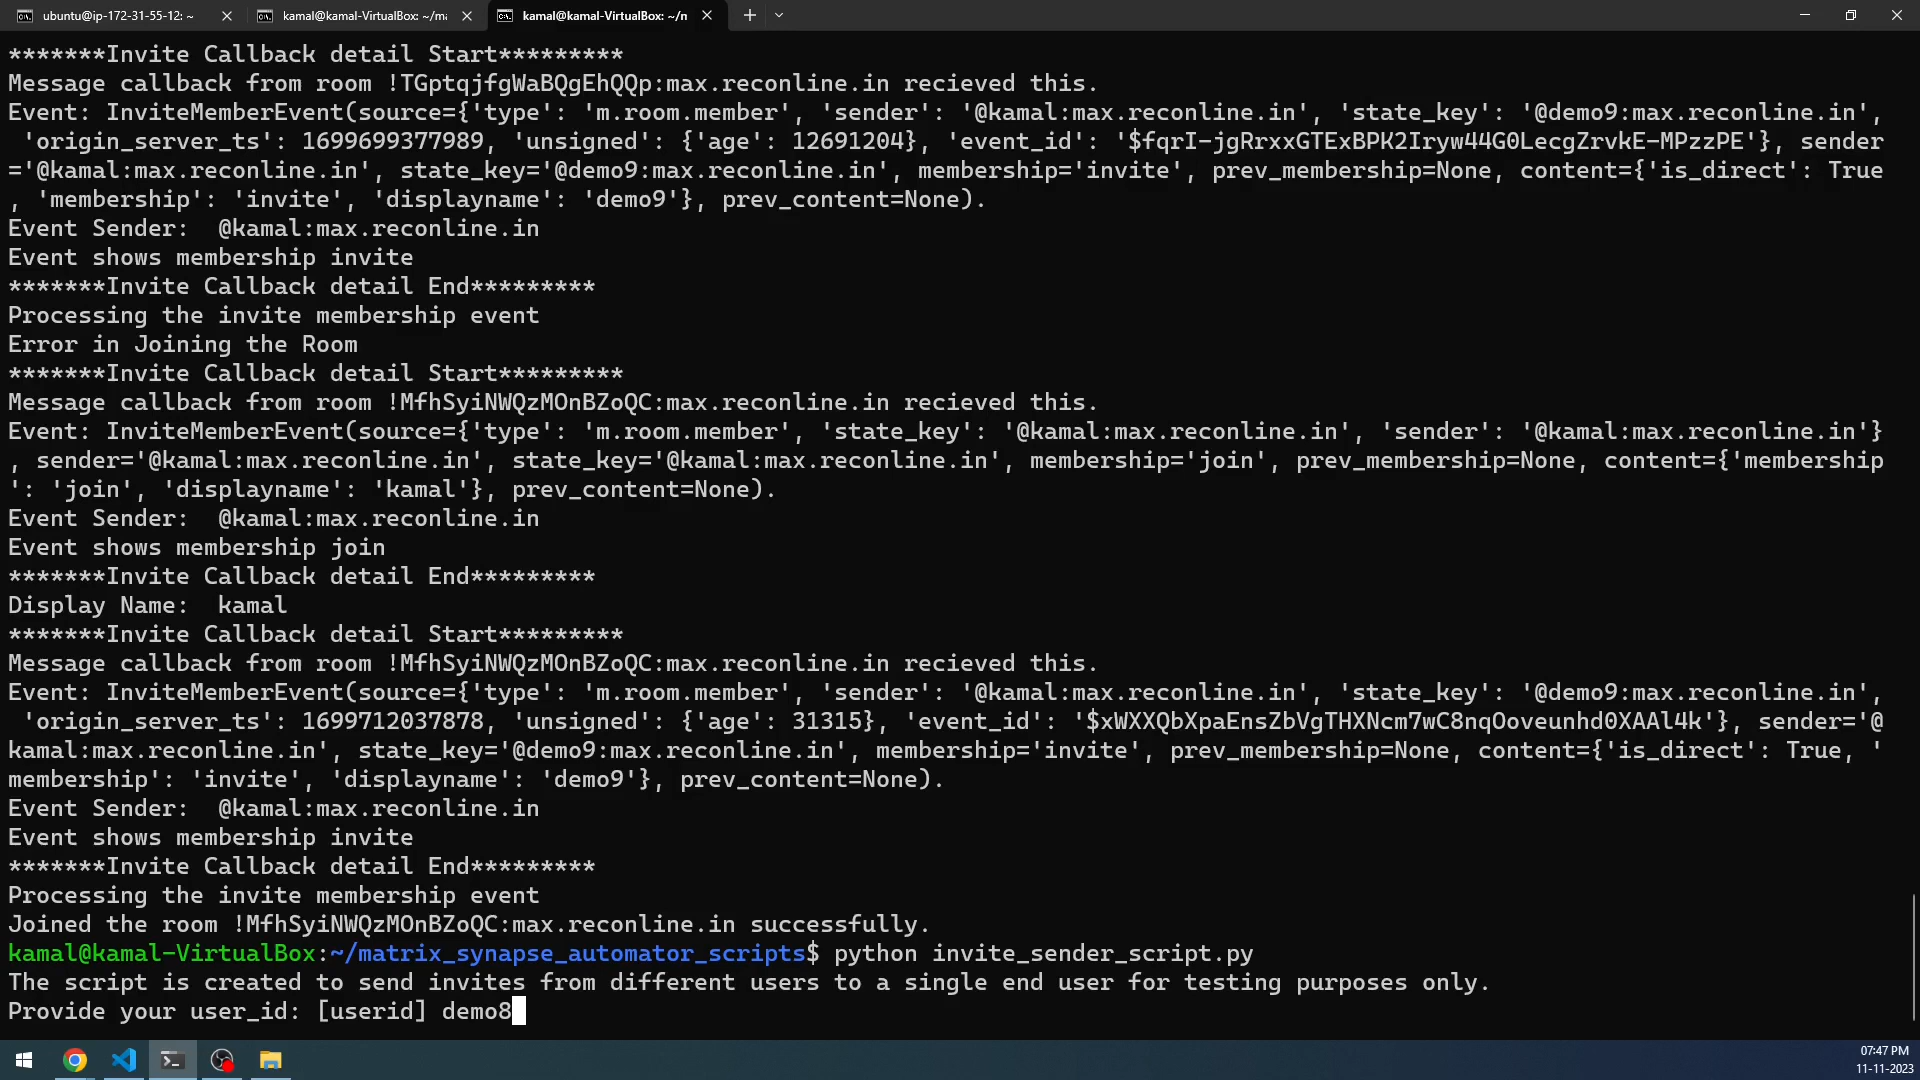 ubuntu@ip-172-31-55-12: ~
kamal@kamal-VirtualBox: ~/ma
kamal@kamal-VirtualBox: ~/n
*******Invite Callback detail Start*********
Message callback from room !TGptqjfgWaBQgEhQQp:max.reconline.in recieved this.
Event: InviteMemberEvent(source={'type': 'm.room.member', 'sender': '@kamal:max.reconline.in', 'state_key': '@demo9:max.reconline.in',
'origin_server_ts': 1699699377989, 'unsigned': {'age': 12691204}, 'event_id': '$fqrI-jgRrxxGTExBPK2Iryw44G0LecgZrvkE-MPzzPE'}, sender
='@kamal:max.reconline.in', state_key='@demo9:max.reconline.in', membership='invite', prev_membership=None, content={'is_direct': True
, 'membership': 'invite', 'displayname': 'demo9'}, prev_content=None).
Event Sender:  @kamal:max.reconline.in
Event shows membership invite
*******Invite Callback detail End*********
Processing the invite membership event
Error in Joining the Room
*******Invite Callback detail Start*********
Message callback from room !MfhSyiNWQzMOnBZoQC:max.reconline.in recieved this.
Event: InviteMemberEvent(source={'type': 'm.room.member', 'state_key': '@kamal:max.reconline.in', 'sender': '@kamal:max.reconline.in'}
, sender='@kamal:max.reconline.in', state_key='@kamal:max.reconline.in', membership='join', prev_membership=None, content={'membership
': 'join', 'displayname': 'kamal'}, prev_content=None).
Event Sender:  @kamal:max.reconline.in
Event shows membership join
*******Invite Callback detail End*********
Display Name:  kamal
*******Invite Callback detail Start*********
Message callback from room !MfhSyiNWQzMOnBZoQC:max.reconline.in recieved this.
Event: InviteMemberEvent(source={'type': 'm.room.member', 'sender': '@kamal:max.reconline.in', 'state_key': '@demo9:max.reconline.in',
'origin_server_ts': 1699712037878, 'unsigned': {'age': 31315}, 'event_id': '$xWXXQbXpaEnsZbVgTHXNcm7wC8nqOoveunhd0XAAl4k'}, sender='@
kamal:max.reconline.in', state_key='@demo9:max.reconline.in', membership='invite', prev_membership=None, content={'is_direct': True, '
membership': 'invite', 'displayname': 'demo9'}, prev_content=None).
Event Sender:  @kamal:max.reconline.in
Event shows membership invite
*******Invite Callback detail End*********
Processing the invite membership event
Joined the room !MfhSyiNWQzMOnBZoQC:max.reconline.in successfully.
kamal@kamal-VirtualBox:~/matrix_synapse_automator_scripts$ python invite_sender_script.py
The script is created to send invites from different users to a single end user for testing purposes only.
Provide your user_id: [userid] demo8
07:47 PM
11-11-2023